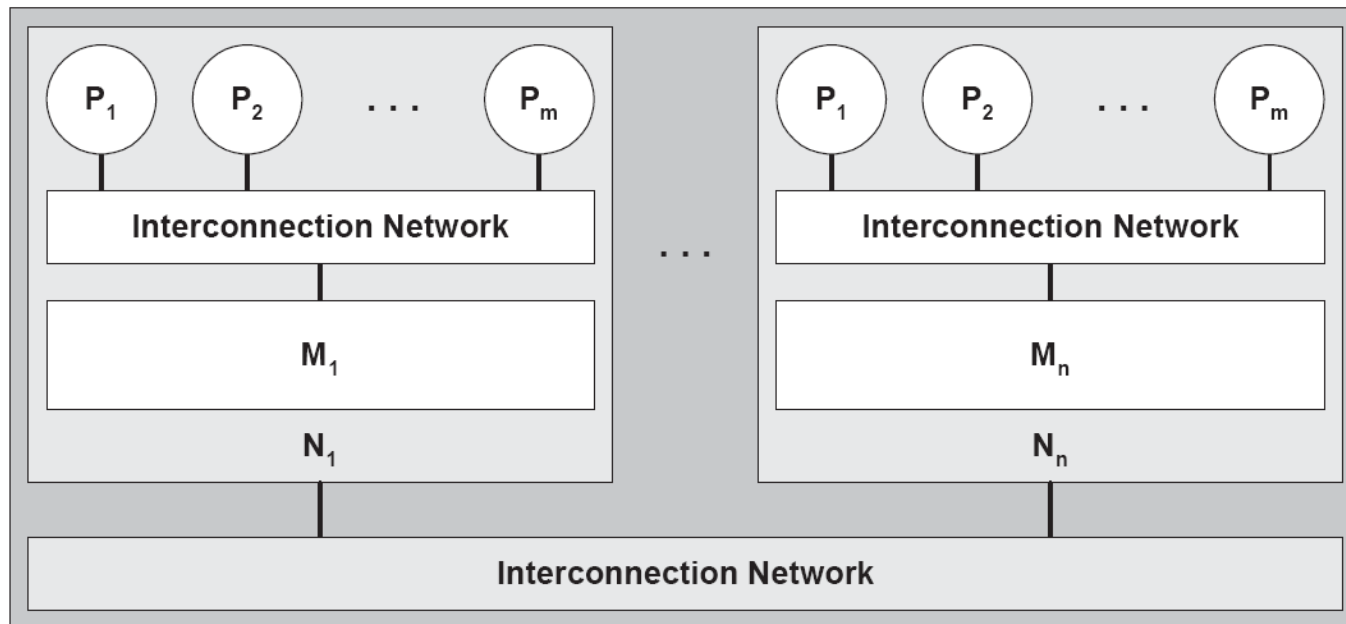 P₁ P₂ . . . Pₘ P₁ P₂ . . . Pₘ
Interconnection Network Interconnection Network
. . .
M₁ Mₙ
N₁ Nₙ
Interconnection Network